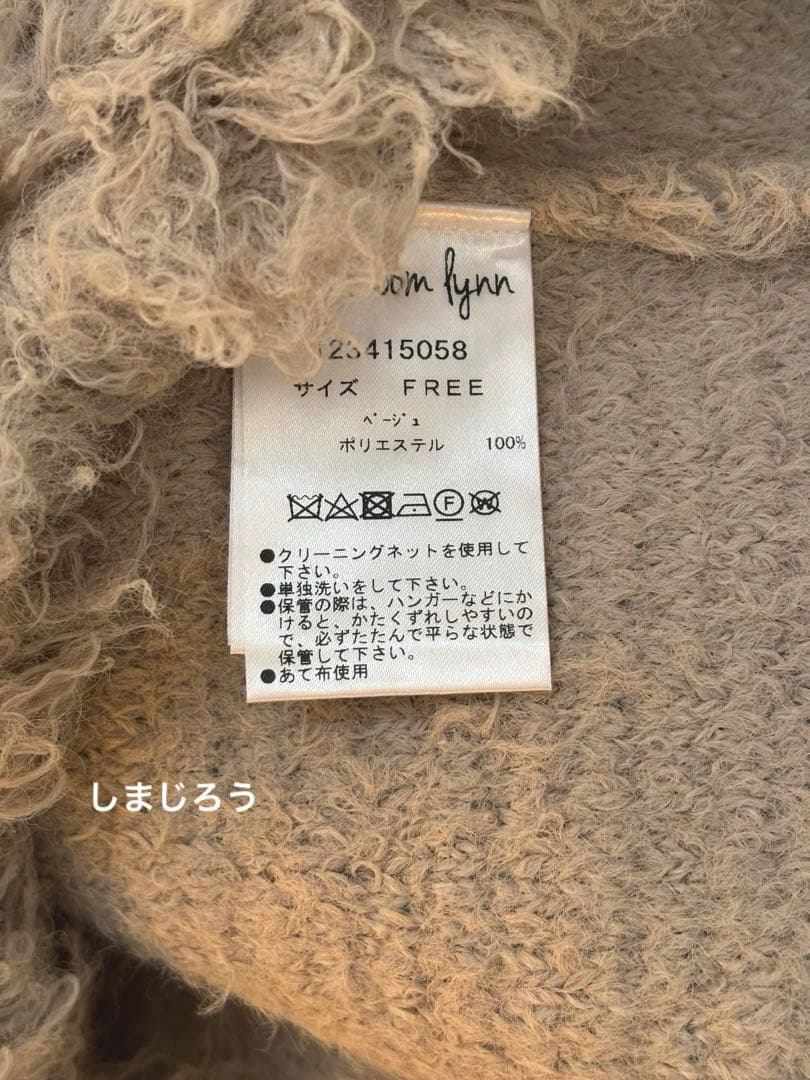 lynn
123415058
サイズ FREE
ベージュ
ポリエステル 100%
F W
●クリーニングネットを使用して
下さい。
●単独洗いをして下さい。
●保管の際は、ハンガーなどにか
けると、かたくずれしやすいの
で、必ずたたんで平らな状態で
保管して下さい。
●あて布使用
しまじろう